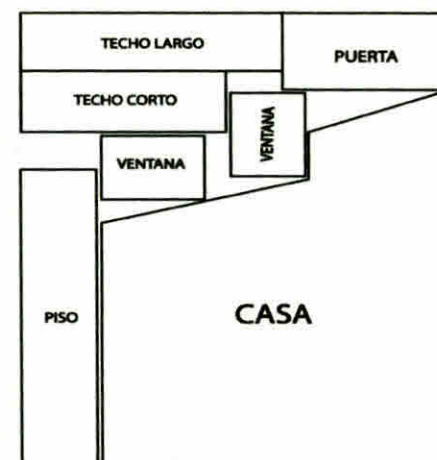 TECHO LARGO
PUERTA
TECHO CORTO
VENTANA
VENTANA
PISO
CASA